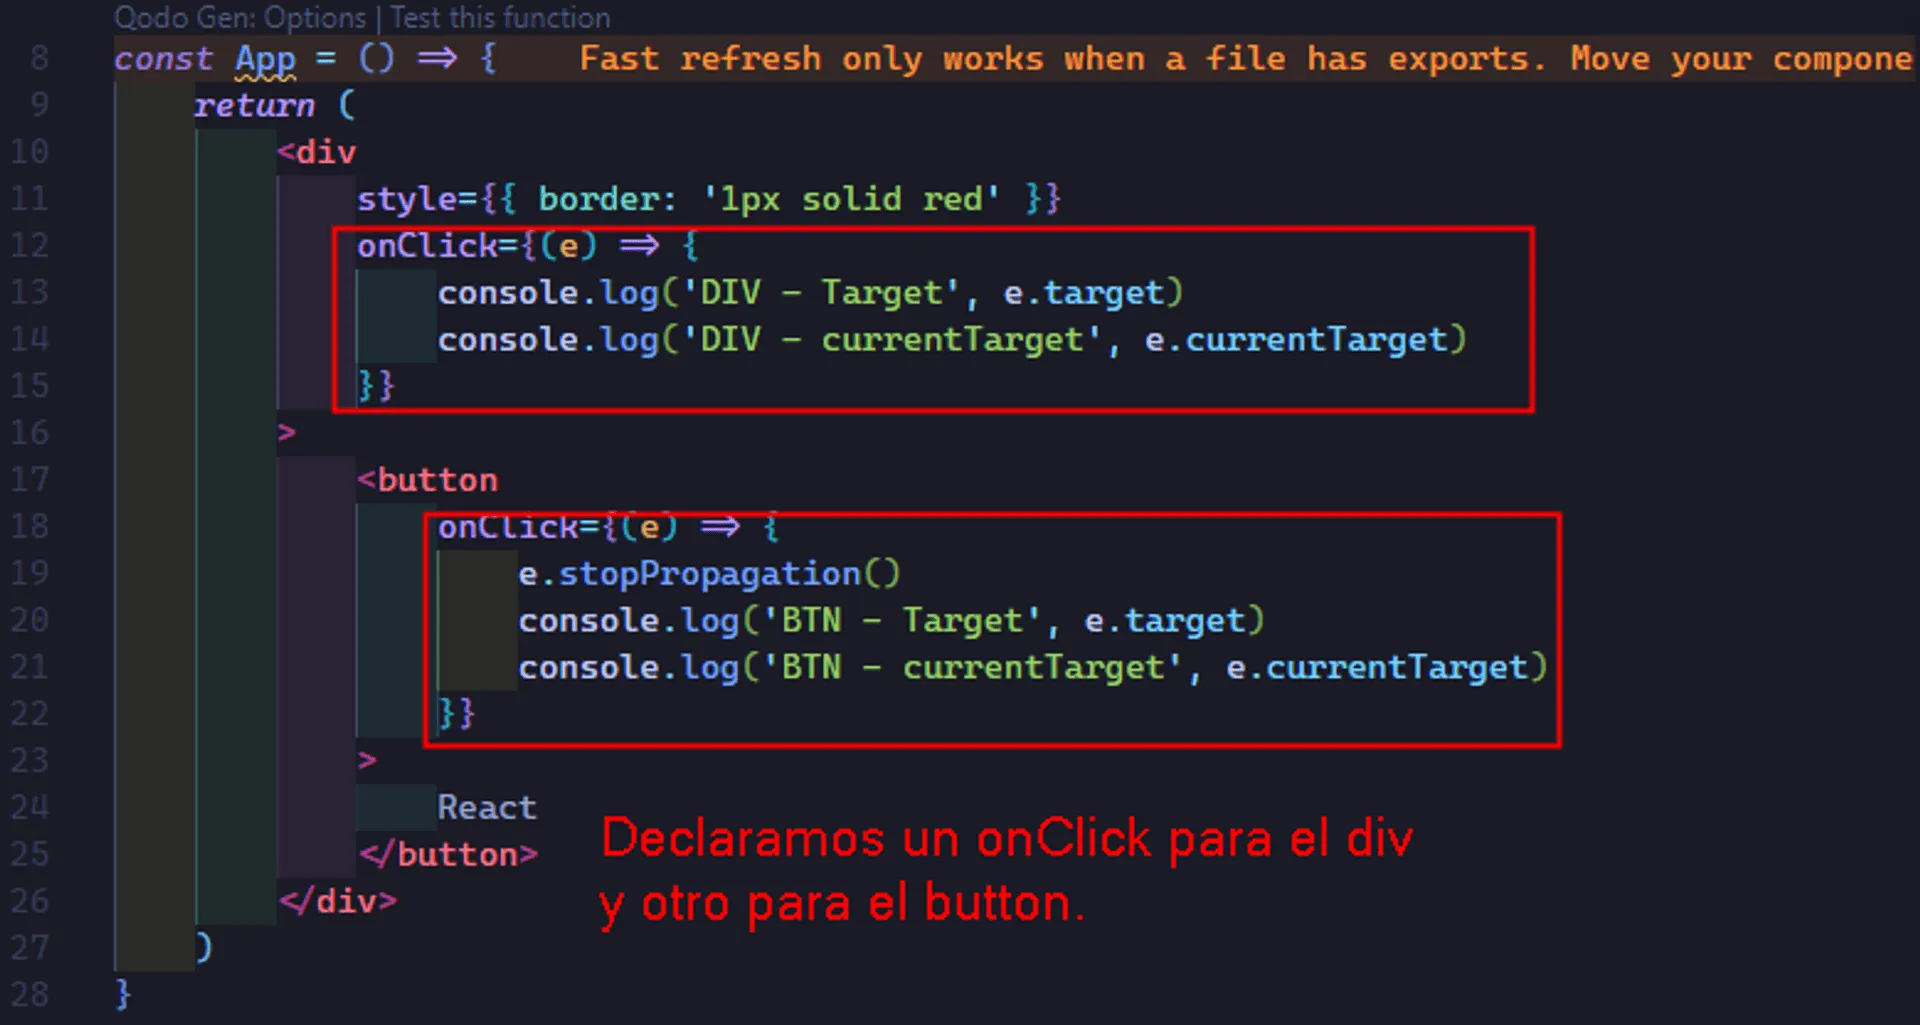 Qodo Gen: Options | Test this function
8 const App = () => { Fast refresh only works when a file has exports. Move your compone
9 return (
10 <div
11 style={{ border: '1px solid red' }}
12 onClick={(e) => {
13 console.log('DIV - Target', e.target)
14 console.log('DIV - currentTarget', e.currentTarget)
15 }}
16 >
17 <button
18 onClick={(e) => {
19 e.stopPropagation()
20 console.log('BTN - Target', e.target)
21 console.log('BTN - currentTarget', e.currentTarget)
22 }}
23 >
24 React
25 </button>
26 </div>
27 )
28 }
Declaramos un onClick para el div
y otro para el button.